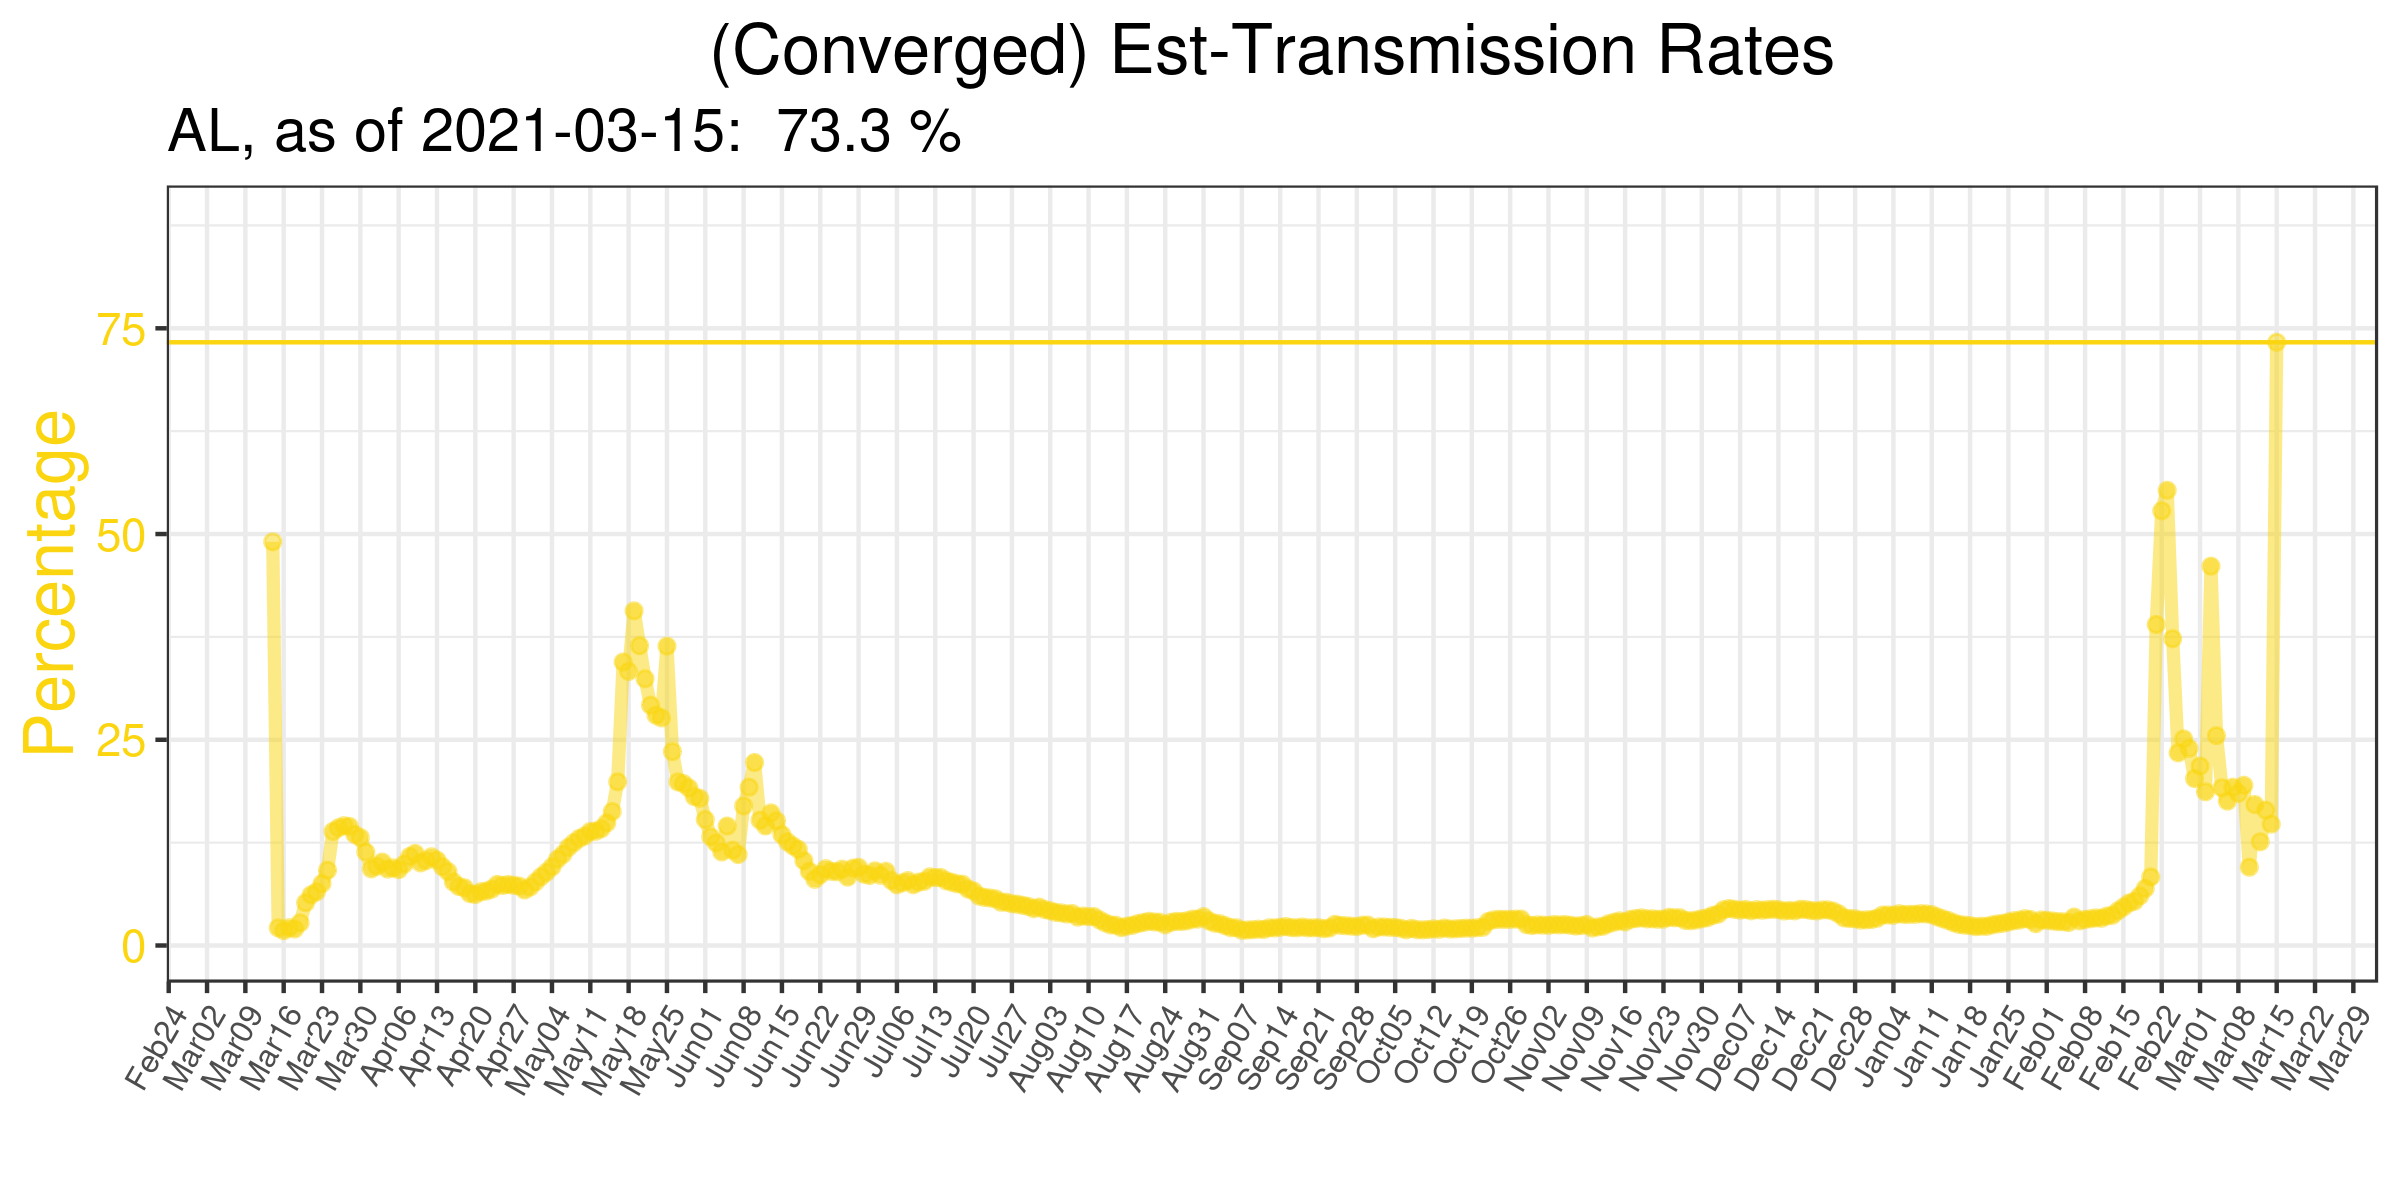 (Converged) Est-Transmission Rates
AL, as of 2021-03-15: 73.3 %
Percentage
75
50
25
0
Feb24
Mar02
Mar09
Mar16
Mar23
Mar30
Apr06
Apr13
Apr20
Apr27
May04
May11
May18
May25
Jun01
Jun08
Jun15
Jun22
Jun29
Jul06
Jul13
Jul20
Jul27
Aug03
Aug10
Aug17
Aug24
Aug31
Sep07
Sep14
Sep21
Sep28
Oct05
Oct12
Oct19
Oct26
Nov02
Nov09
Nov16
Nov23
Nov30
Dec07
Dec14
Dec21
Dec28
Jan04
Jan11
Jan18
Jan25
Feb01
Feb08
Feb15
Feb22
Mar01
Mar08
Mar15
Mar22
Mar29